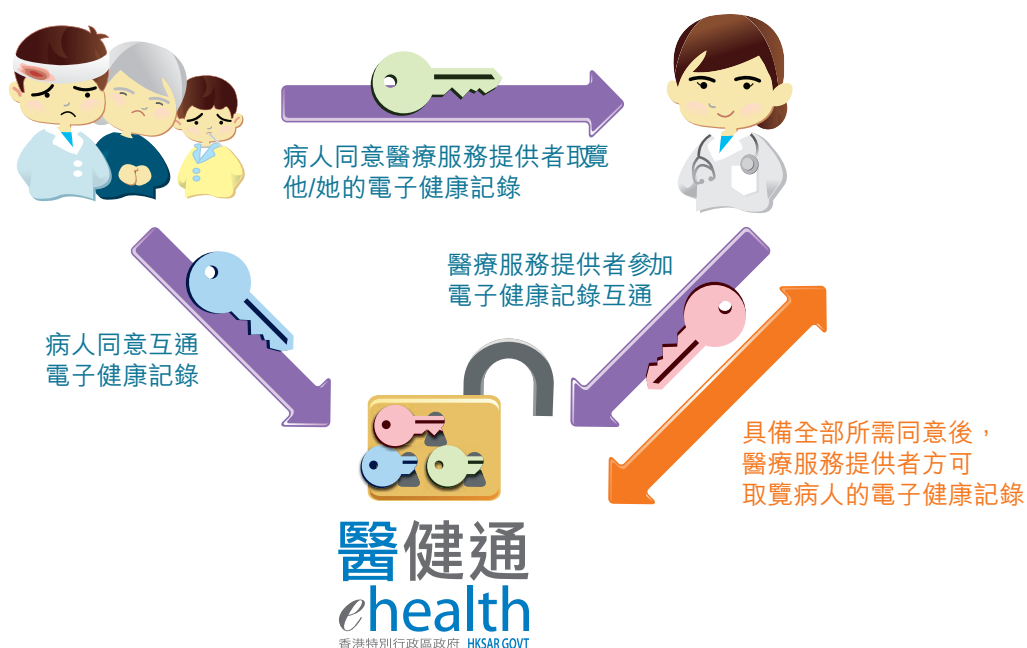 病人同意醫療服務提供者取覽
他/她的電子健康記錄
醫療服務提供者參加
電子健康記錄互通
病人同意互通
電子健康記錄
具備全部所需同意後，
醫療服務提供者方可
取覽病人的電子健康記錄
醫健通
ehealth
香港特別行政區政府 HKSAR GOVT